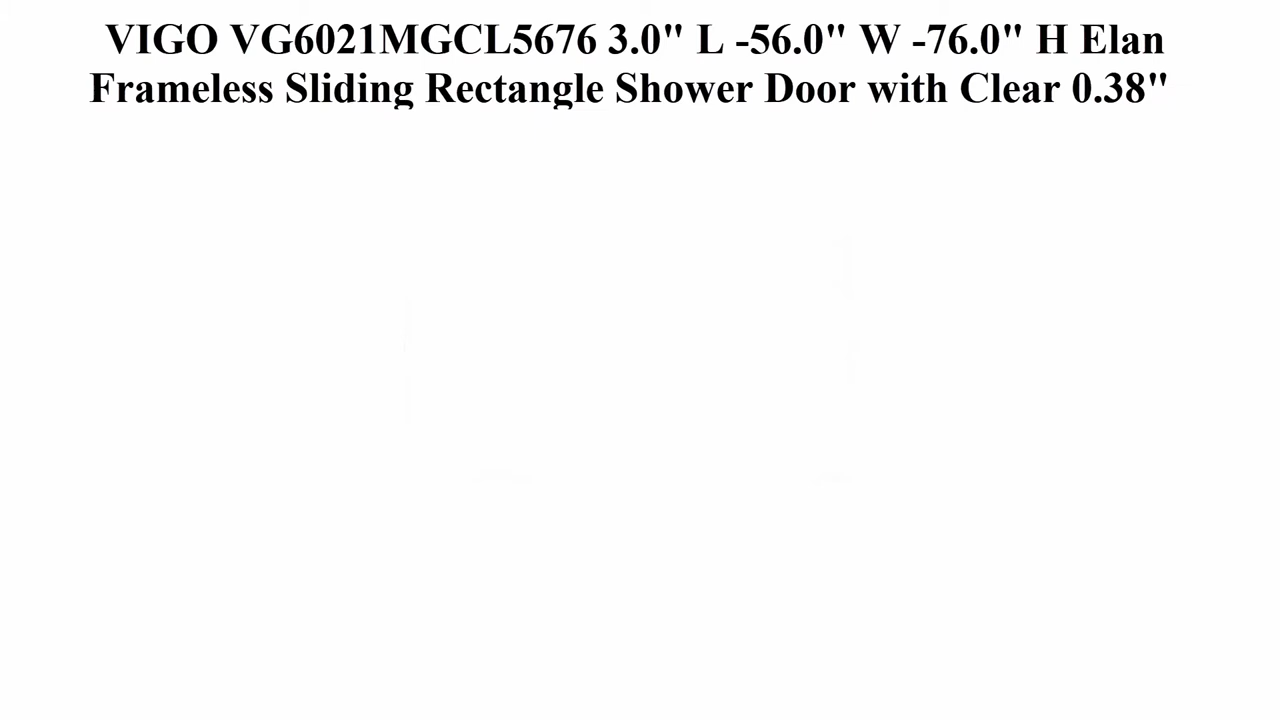 VIGO VG6021MGCL5676 3.0" L -56.0" W -76.0" H Elan
Frameless Sliding Rectangle Shower Door with Clear 0.38"